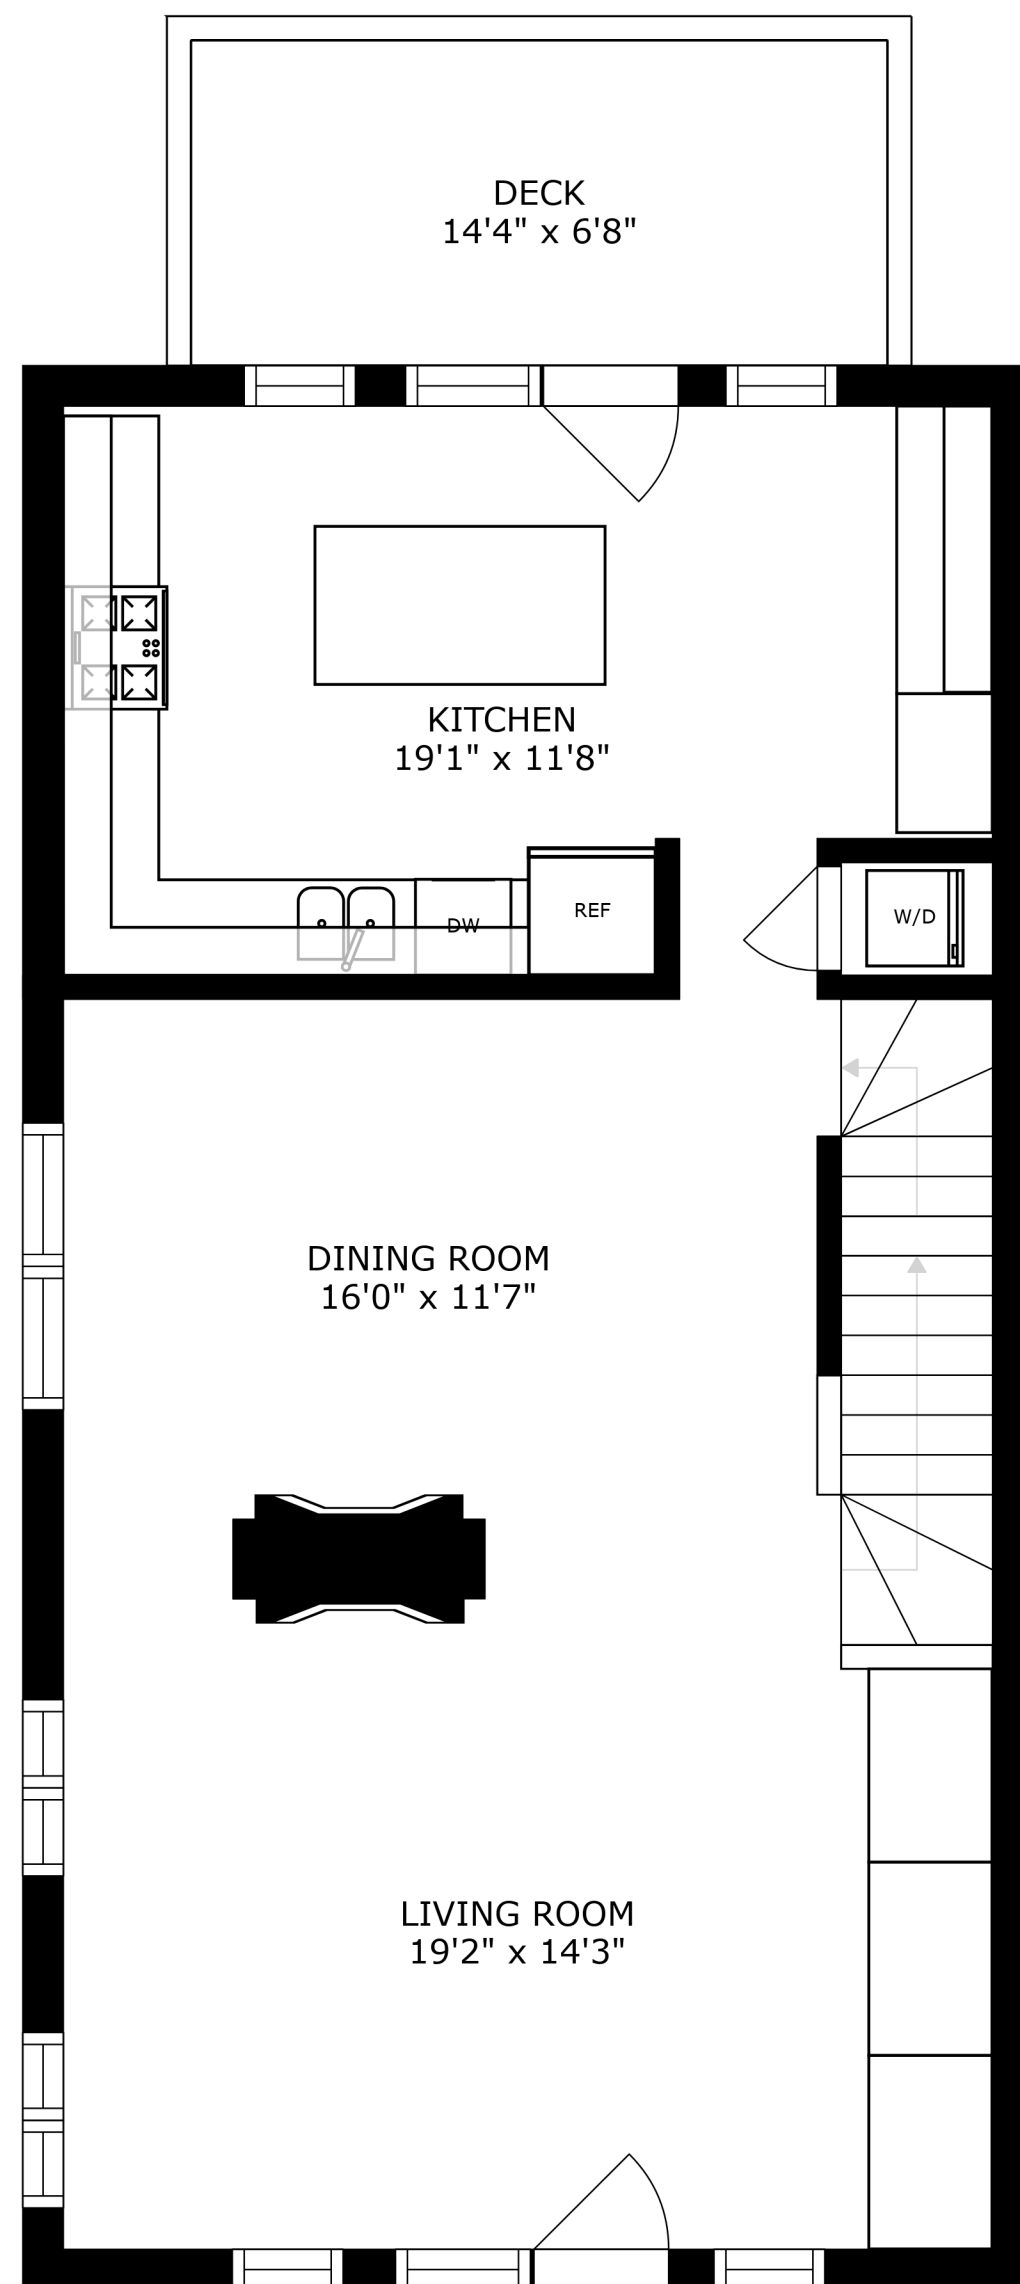 DECK
14'4" x 6'8"
KITCHEN
19'1" x 11'8"
REF
DW
W/D
DINING ROOM
16'0" x 11'7"
LIVING ROOM
19'2" x 14'3"